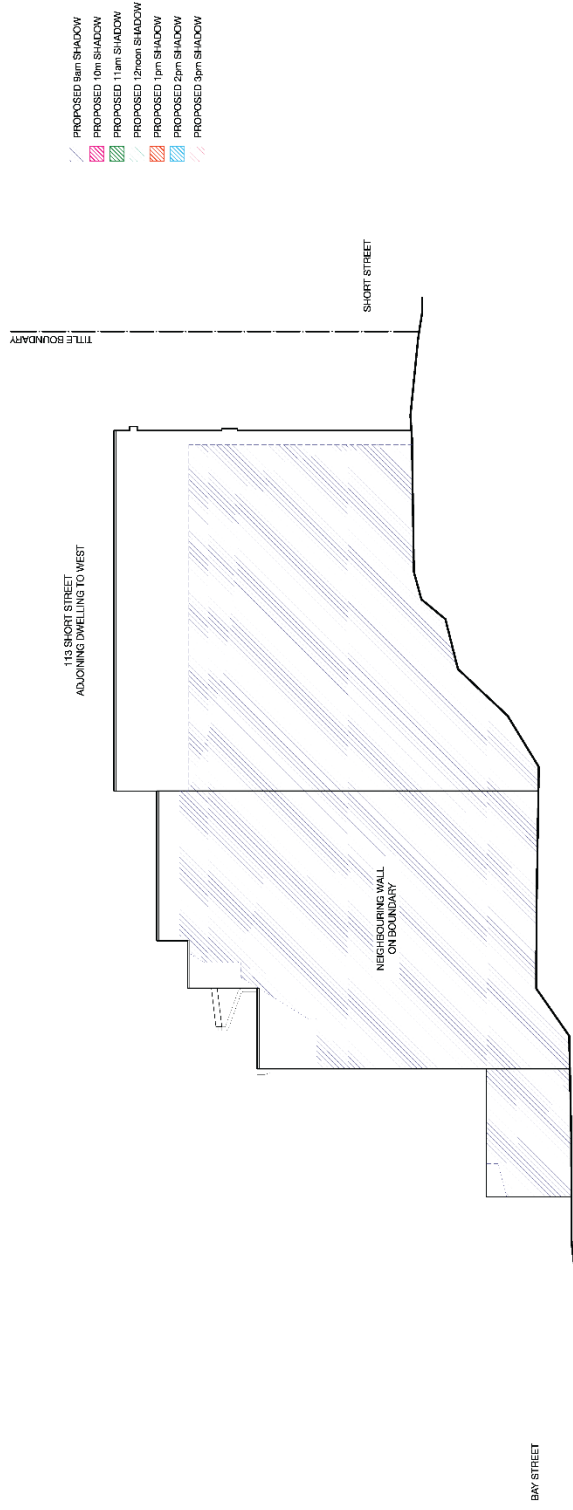 PROPOSED 9am SHADOW
PROPOSED 10m SHADOW
PROPOSED 11am SHADOW
PROPOSED 12noon SHADOW
PROPOSED 1pm SHADOW
PROPOSED 2pm SHADOW
PROPOSED 3pm SHADOW
SHORT STREET
TITLE BOUNDARY
113 SHORT STREET
ADJOINING DWELLING TO WEST
NEIGHBOURING WALL
ON BOUNDARY
BAY STREET